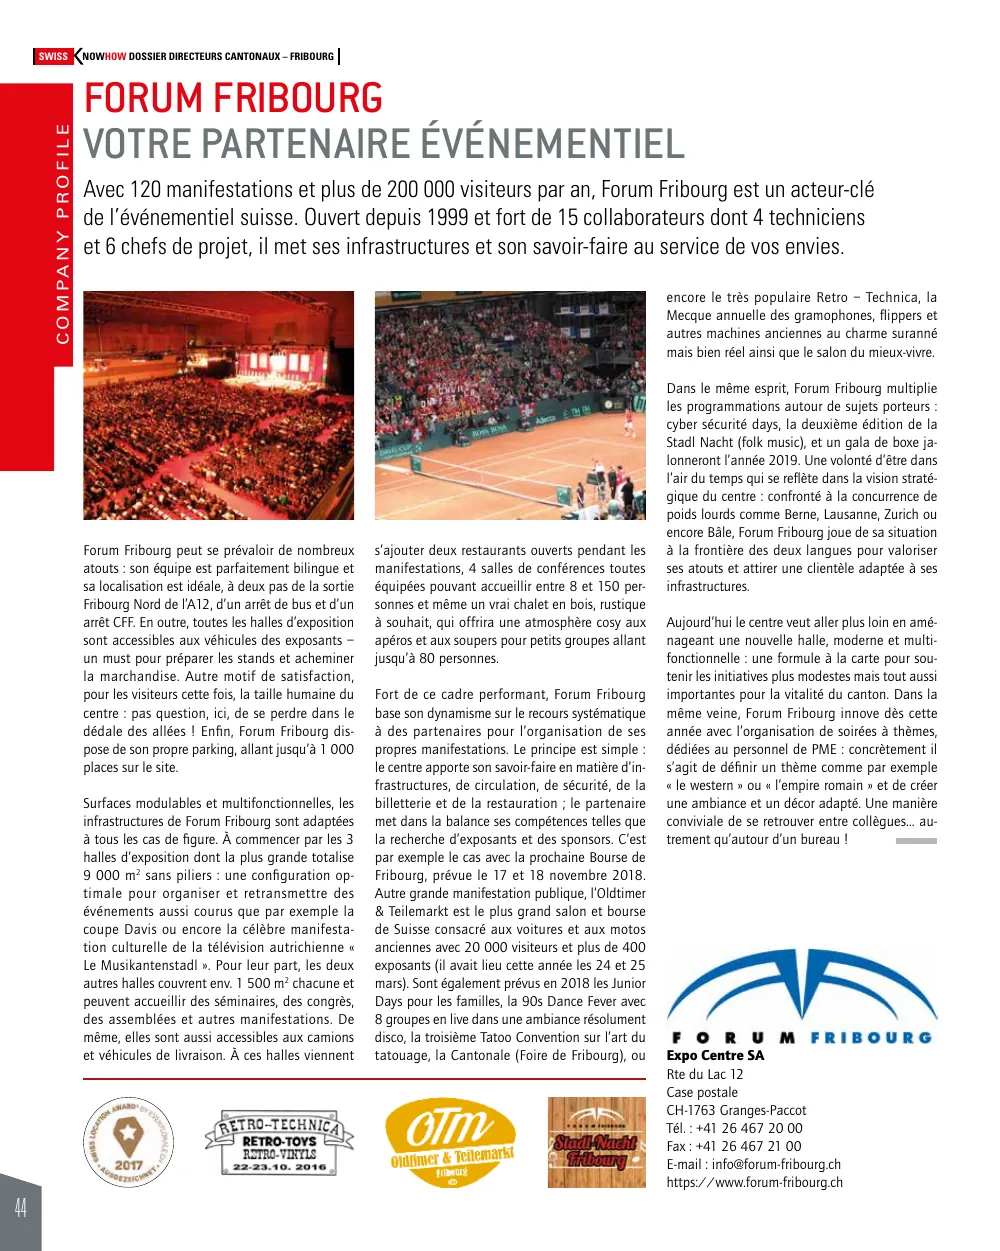 SWISS KNOWHOW DOSSIER DIRECTEURS CANTONAUX – FRIBOURG
COMPANY PROFILE
FORUM FRIBOURG
VOTRE PARTENAIRE ÉVÉNEMENTIEL
Avec 120 manifestations et plus de 200 000 visiteurs par an, Forum Fribourg est un acteur-clé
de l’événementiel suisse. Ouvert depuis 1999 et fort de 15 collaborateurs dont 4 techniciens
et 6 chefs de projet, il met ses infrastructures et son savoir-faire au service de vos envies.
Forum Fribourg peut se prévaloir de nombreux
atouts : son équipe est parfaitement bilingue et
sa localisation est idéale, à deux pas de la sortie
Fribourg Nord de l’A12, d’un arrêt de bus et d’un
arrêt CFF. En outre, toutes les halles d’exposition
sont accessibles aux véhicules des exposants –
un must pour préparer les stands et acheminer
la marchandise. Autre motif de satisfaction,
pour les visiteurs cette fois, la taille humaine du
centre : pas question, ici, de se perdre dans le
dédale des allées ! Enfin, Forum Fribourg dis-
pose de son propre parking, allant jusqu’à 1 000
places sur le site.
Surfaces modulables et multifonctionnelles, les
infrastructures de Forum Fribourg sont adaptées
à tous les cas de figure. À commencer par les 3
halles d’exposition dont la plus grande totalise
9 000 m² sans piliers : une configuration op-
timale pour organiser et retransmettre des
événements aussi courus que par exemple la
coupe Davis ou encore la célèbre manifesta-
tion culturelle de la télévision autrichienne «
Le Musikantenstadl ». Pour leur part, les deux
autres halles couvrent env. 1 500 m² chacune et
peuvent accueillir des séminaires, des congrès,
des assemblées et autres manifestations. De
même, elles sont aussi accessibles aux camions
et véhicules de livraison. À ces halles viennent
DAVIS CUP
HUGO BOSS
Adecco
s’ajouter deux restaurants ouverts pendant les
manifestations, 4 salles de conférences toutes
équipées pouvant accueillir entre 8 et 150 per-
sonnes et même un vrai chalet en bois, rustique
à souhait, qui offrira une atmosphère cosy aux
apéros et aux soupers pour petits groupes allant
jusqu’à 80 personnes.
Fort de ce cadre performant, Forum Fribourg
base son dynamisme sur le recours systématique
à des partenaires pour l’organisation de ses
propres manifestations. Le principe est simple :
le centre apporte son savoir-faire en matière d’in-
frastructures, de circulation, de sécurité, de la
billetterie et de la restauration ; le partenaire
met dans la balance ses compétences telles que
la recherche d’exposants et des sponsors. C’est
par exemple le cas avec la prochaine Bourse de
Fribourg, prévue le 17 et 18 novembre 2018.
Autre grande manifestation publique, l’Oldtimer
& Teilemarkt est le plus grand salon et bourse
de Suisse consacré aux voitures et aux motos
anciennes avec 20 000 visiteurs et plus de 400
exposants (il avait lieu cette année les 24 et 25
mars). Sont également prévus en 2018 les Junior
Days pour les familles, la 90s Dance Fever avec
8 groupes en live dans une ambiance résolument
disco, la troisième Tatoo Convention sur l’art du
tatouage, la Cantonale (Foire de Fribourg), ou
encore le très populaire Retro – Technica, la
Mecque annuelle des gramophones, flippers et
autres machines anciennes au charme suranné
mais bien réel ainsi que le salon du mieux-vivre.
Dans le même esprit, Forum Fribourg multiplie
les programmations autour de sujets porteurs :
cyber sécurité days, la deuxième édition de la
Stadl Nacht (folk music), et un gala de boxe ja-
lonneront l’année 2019. Une volonté d’être dans
l’air du temps qui se reflète dans la vision straté-
gique du centre : confronté à la concurrence de
poids lourds comme Berne, Lausanne, Zurich ou
encore Bâle, Forum Fribourg joue de sa situation
à la frontière des deux langues pour valoriser
ses atouts et attirer une clientèle adaptée à ses
infrastructures.
Aujourd’hui le centre veut aller plus loin en amé-
nageant une nouvelle halle, moderne et multi-
fonctionnelle : une formule à la carte pour sou-
tenir les initiatives plus modestes mais tout aussi
importantes pour la vitalité du canton. Dans la
même veine, Forum Fribourg innove dès cette
année avec l’organisation de soirées à thèmes,
dédiées au personnel de PME : concrètement il
s’agit de définir un thème comme par exemple
« le western » ou « l’empire romain » et de créer
une ambiance et un décor adapté. Une manière
conviviale de se retrouver entre collègues... au-
trement qu’autour d’un bureau !
FORUM FRIBOURG
Expo Centre SA
Rte du Lac 12
Case postale
CH-1763 Granges-Paccot
Tél. : +41 26 467 20 00
Fax : +41 26 467 21 00
E-mail : info@forum-fribourg.ch
https://www.forum-fribourg.ch
SWISS LOCATION AWARD
2017
AUSGEZEICHNET
RETRO-TECHNICA
RETRO-TOYS
RETRO-VINYLS
22-23.10. 2016
OTM
Oldtimer & Teilemarkt
Fribourg
FORUM FRIBOURG
Stadl-Nacht
Fribourg
44